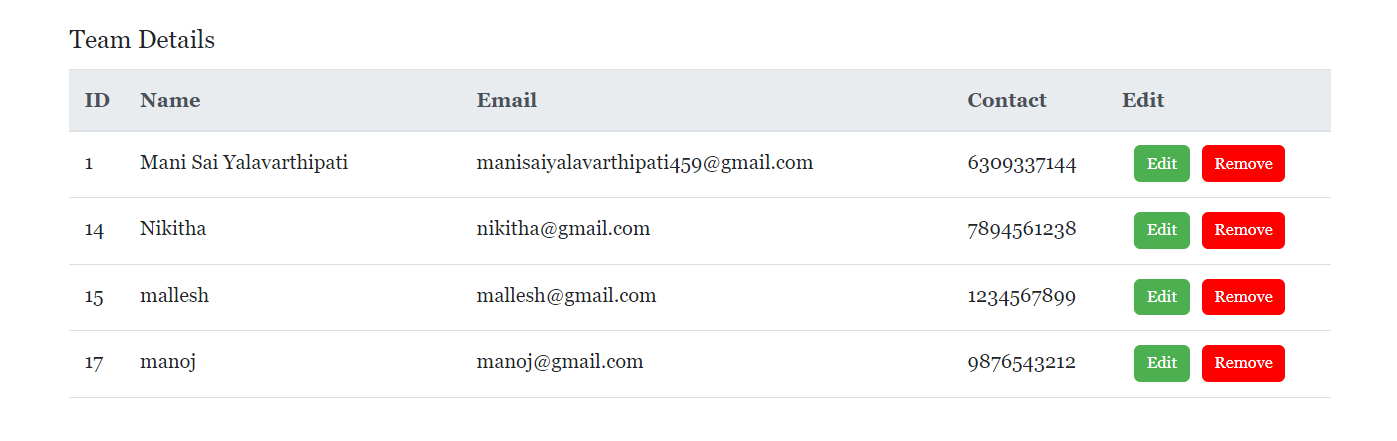 Team Details
ID Name Email Contact Edit
1 Mani Sai Yalavarthipati manisaiyalavarthipati459@gmail.com 6309337144 Edit Remove
14 Nikitha nikitha@gmail.com 7894561238 Edit Remove
15 mallesh mallesh@gmail.com 1234567899 Edit Remove
17 manoj manoj@gmail.com 9876543212 Edit Remove